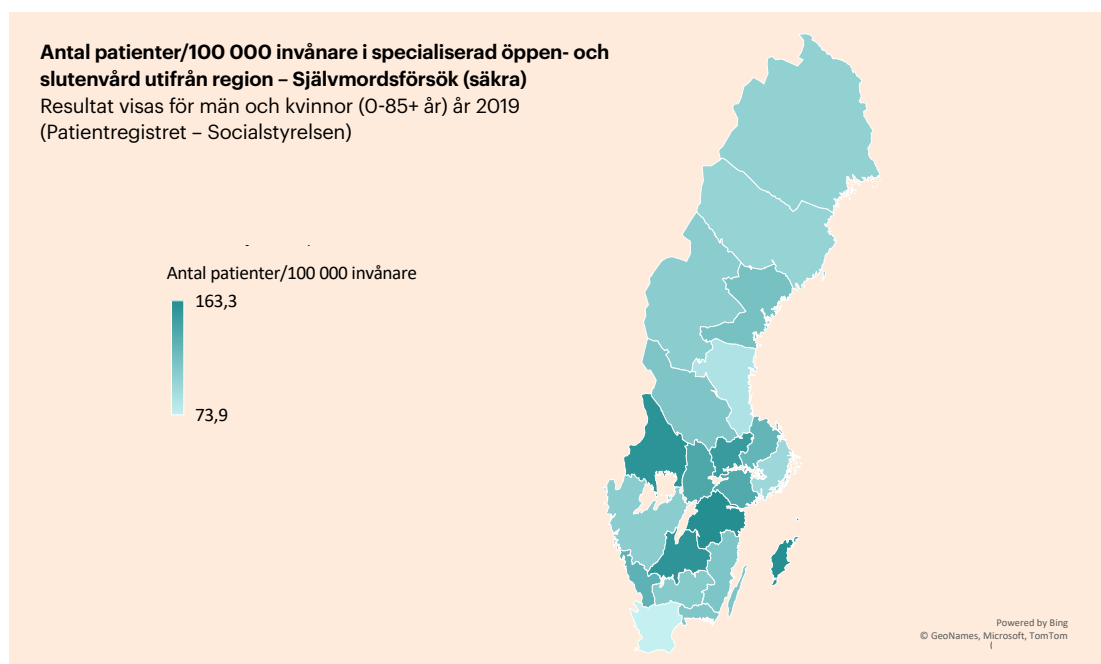 Antal patienter/100 000 invånare i specialiserad öppen- och
slutenvård utifrån region – Självmordsförsök (säkra)
Resultat visas för män och kvinnor (0-85+ år) år 2019
(Patientregistret – Socialstyrelsen)
Antal patienter/100 000 invånare
163,3
73,9
Powered by Bing
© GeoNames, Microsoft, TomTom